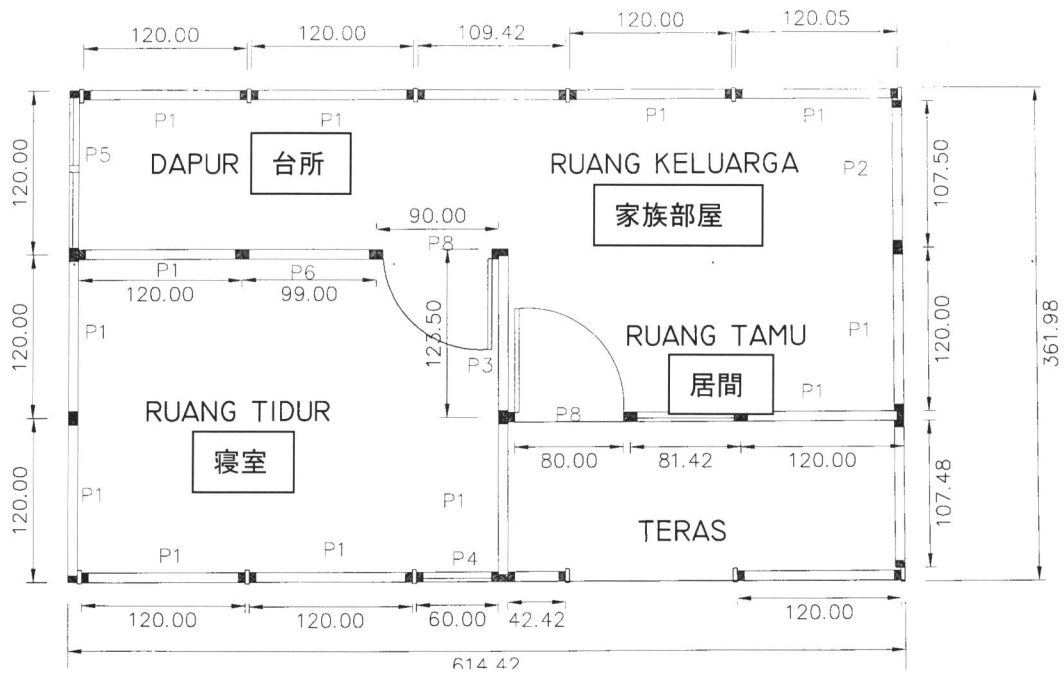 120.00 120.00 109.42 120.00 120.05
P1 P1 P1 P1
P5 DAPUR 台所 RUANG KELUARGA P2
家族部屋
120.00 90.00 107.50
P8
P1 P6
120.00 99.00
P1 120.00 123.50 P3 RUANG TAMU P1 120.00 361.98
居間
P1
RUANG TIDUR P8
寝室
80.00 81.42 120.00
P1 120.00 P1 TERAS 107.48
P1 P1 P4
120.00 120.00 60.00 42.42 120.00
614.42